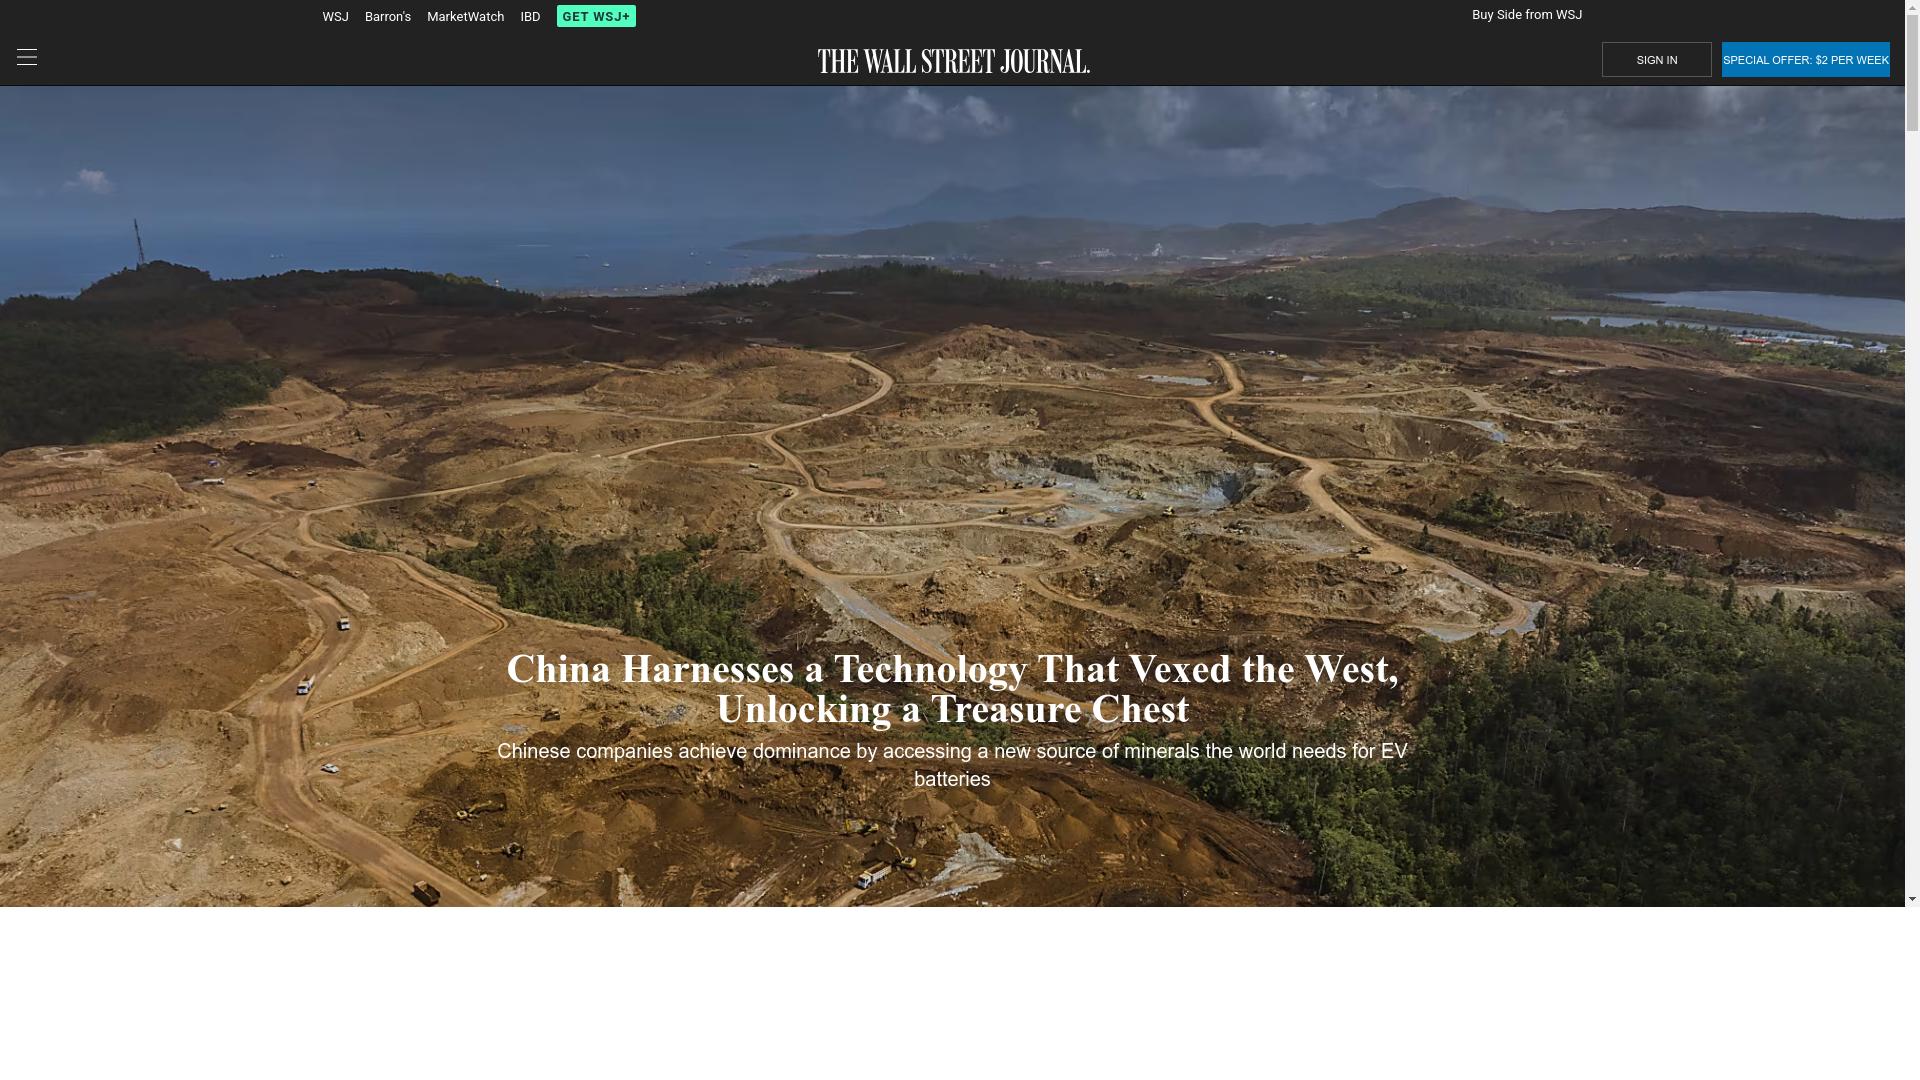 WSJ
Barron's
MarketWatch
IBD
GET WSJ+
Buy Side from WSJ
THE WALL STREET JOURNAL.
SIGN IN
SPECIAL OFFER: $2 PER WEEK
China Harnesses a Technology That Vexed the West,
Unlocking a Treasure Chest
Chinese companies achieve dominance by accessing a new source of minerals the world needs for EV
batteries